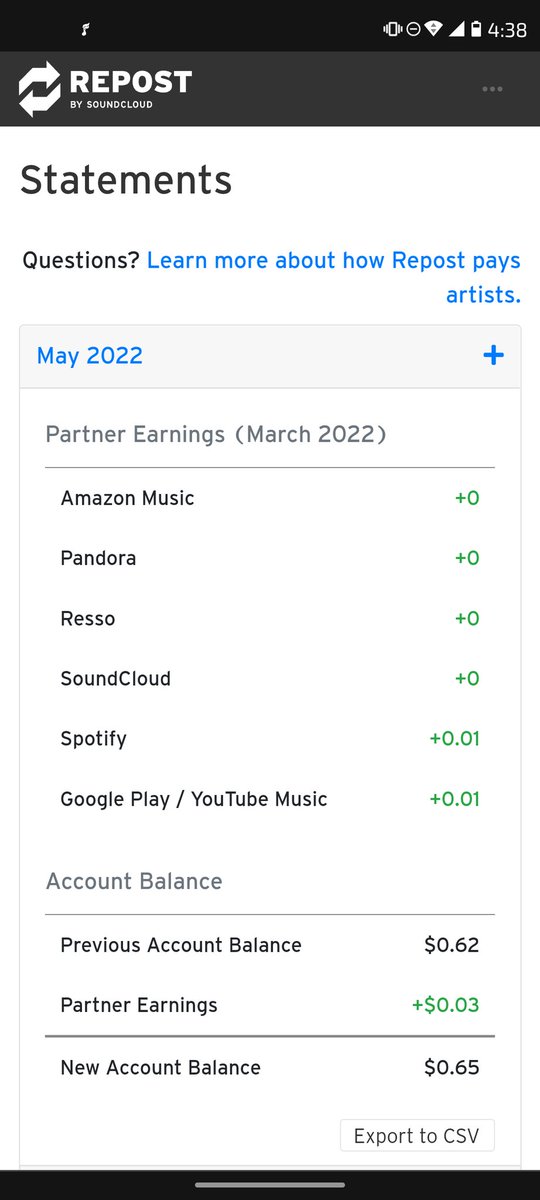 4:38
REPOST
BY SOUNDCLOUD
Statements
Questions? Learn more about how Repost pays
artists.
May 2022
Partner Earnings (March 2022)
Amazon Music +0
Pandora +0
Resso +0
SoundCloud +0
Spotify +0.01
Google Play / YouTube Music +0.01
Account Balance
Previous Account Balance $0.62
Partner Earnings +$0.03
New Account Balance $0.65
Export to CSV